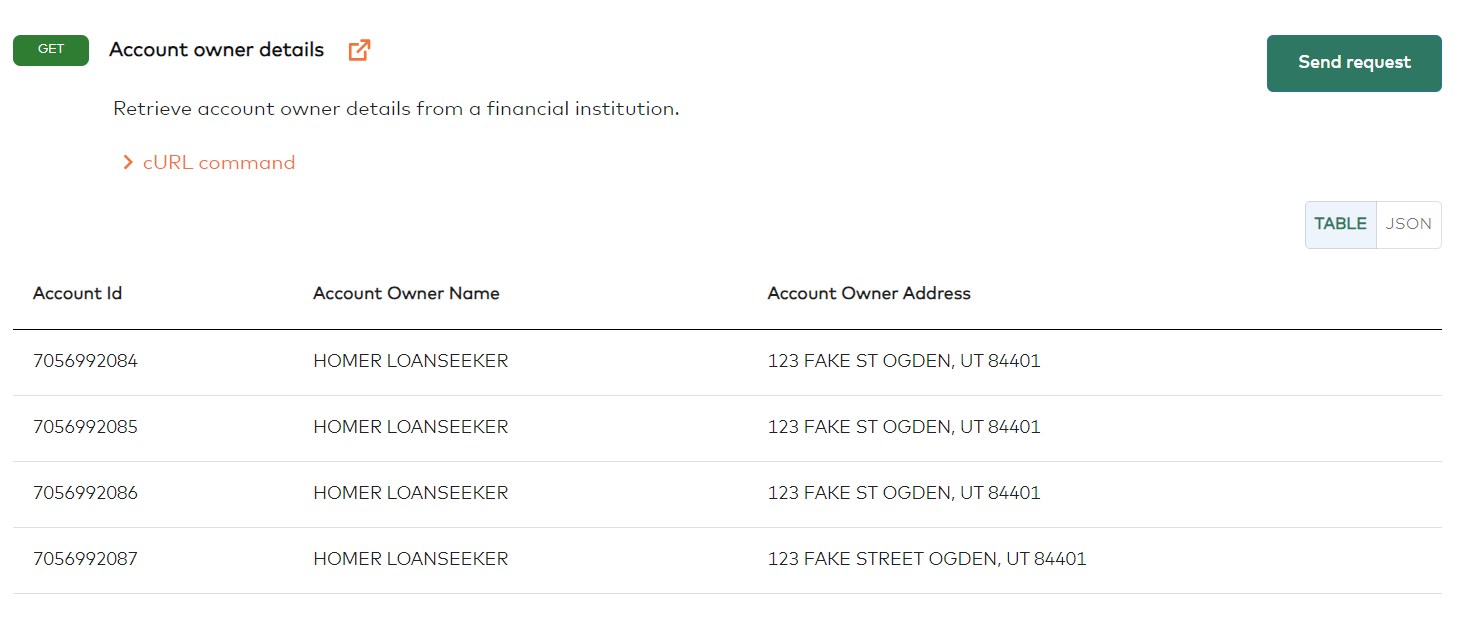 GET Account owner details Send request
Retrieve account owner details from a financial institution.
cURL command
TABLE JSON
Account Id Account Owner Name Account Owner Address
7056992084 HOMER LOANSEEKER 123 FAKE ST OGDEN, UT 84401
7056992085 HOMER LOANSEEKER 123 FAKE ST OGDEN, UT 84401
7056992086 HOMER LOANSEEKER 123 FAKE ST OGDEN, UT 84401
7056992087 HOMER LOANSEEKER 123 FAKE STREET OGDEN, UT 84401